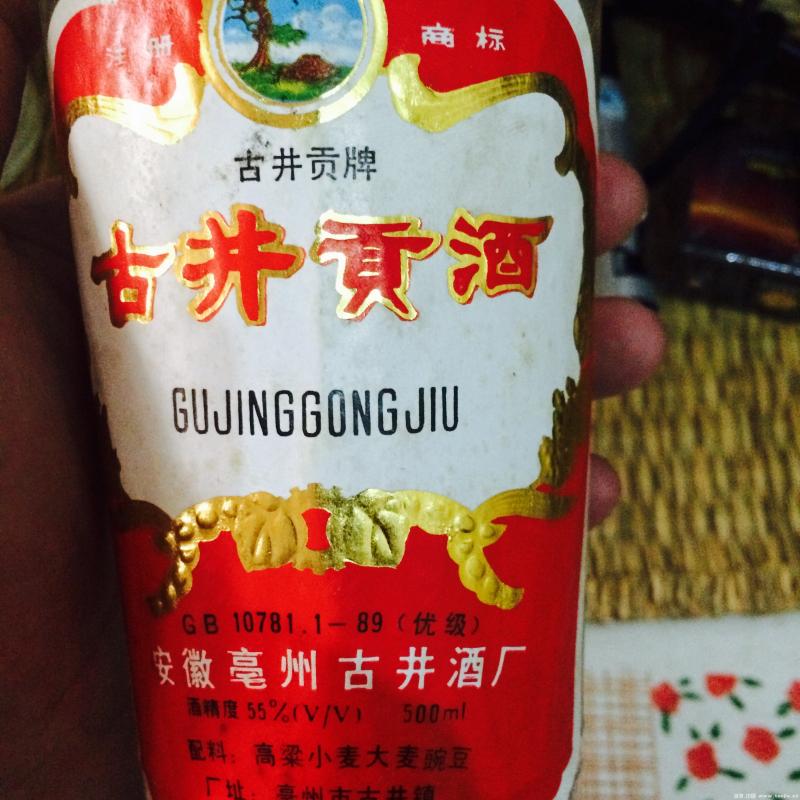 注册 商标
古井贡牌
古井贡酒
GUJINGGONGJIU
GB 10781.1－89（优级）
安徽亳州古井酒厂
酒精度 55%(V/V) 500ml
配料：高粱小麦大麦豌豆
厂址：亳州市古井镇